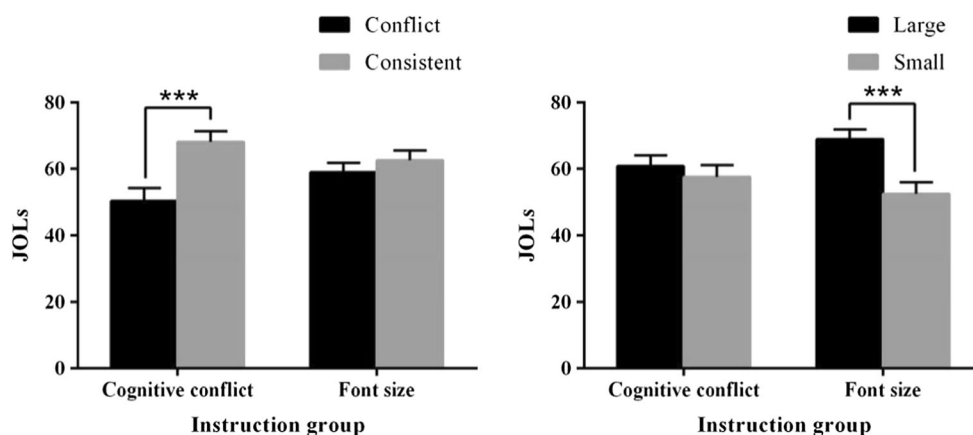 Conflict
Consistent
***
80
60
40
20
0
JOLs
Cognitive conflict
Font size
Instruction group
Large
Small
***
80
60
40
20
0
JOLs
Cognitive conflict
Font size
Instruction group